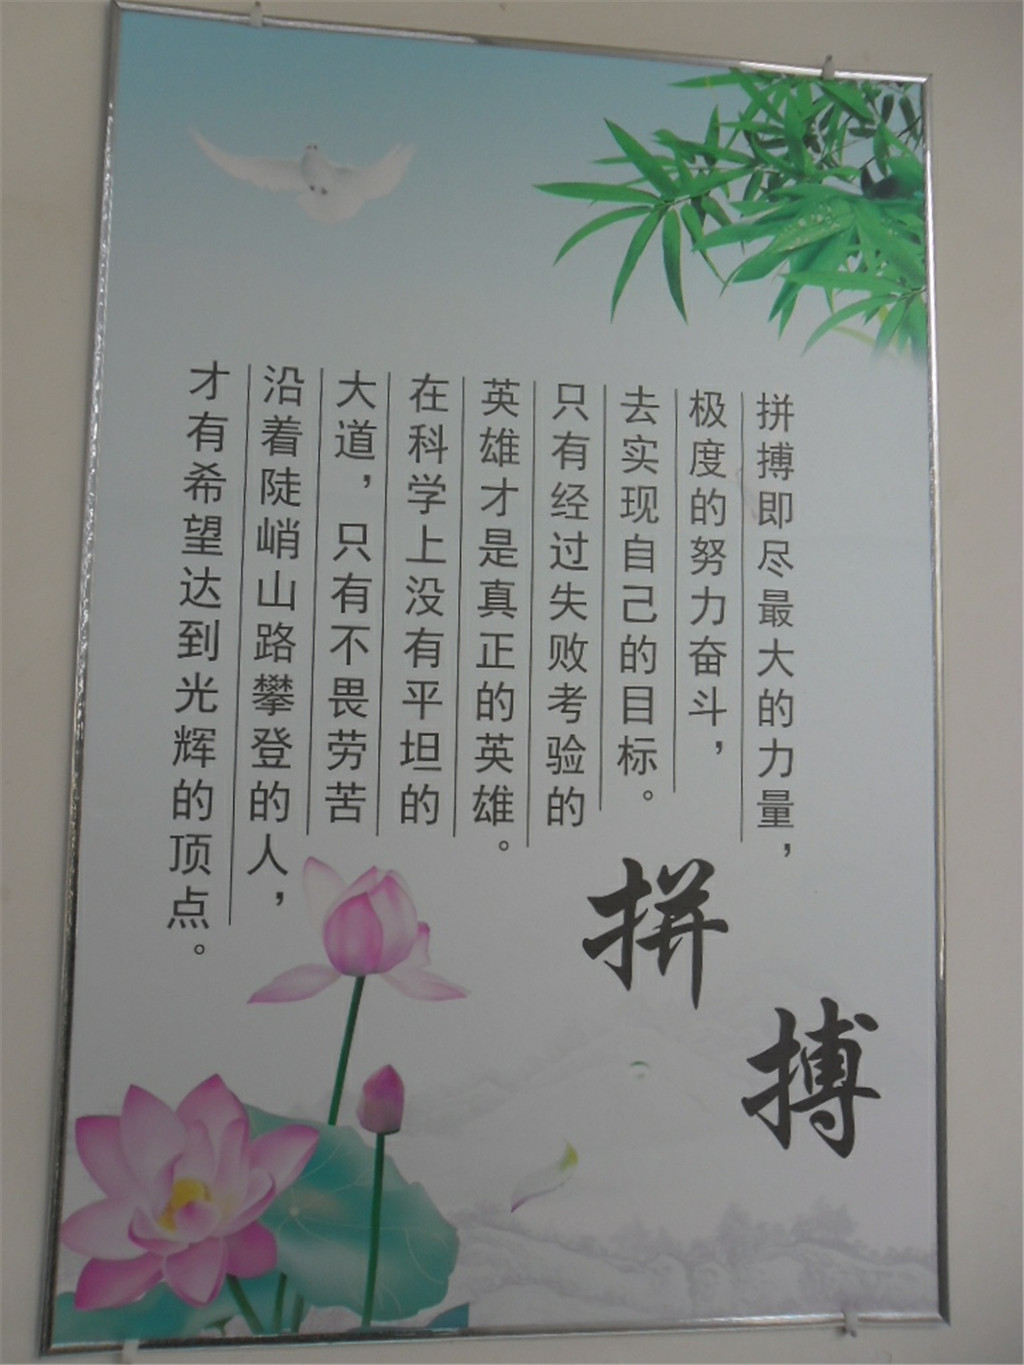 拼搏即尽最大的力量，
极度的努力奋斗，
去实现自己的目标。
只有经过失败考验的
英雄才是真正的英雄。
在科学上没有平坦的
大道，只有不畏劳苦
沿着陡峭山路攀登的人，
才有希望达到光辉的顶点。
拼搏